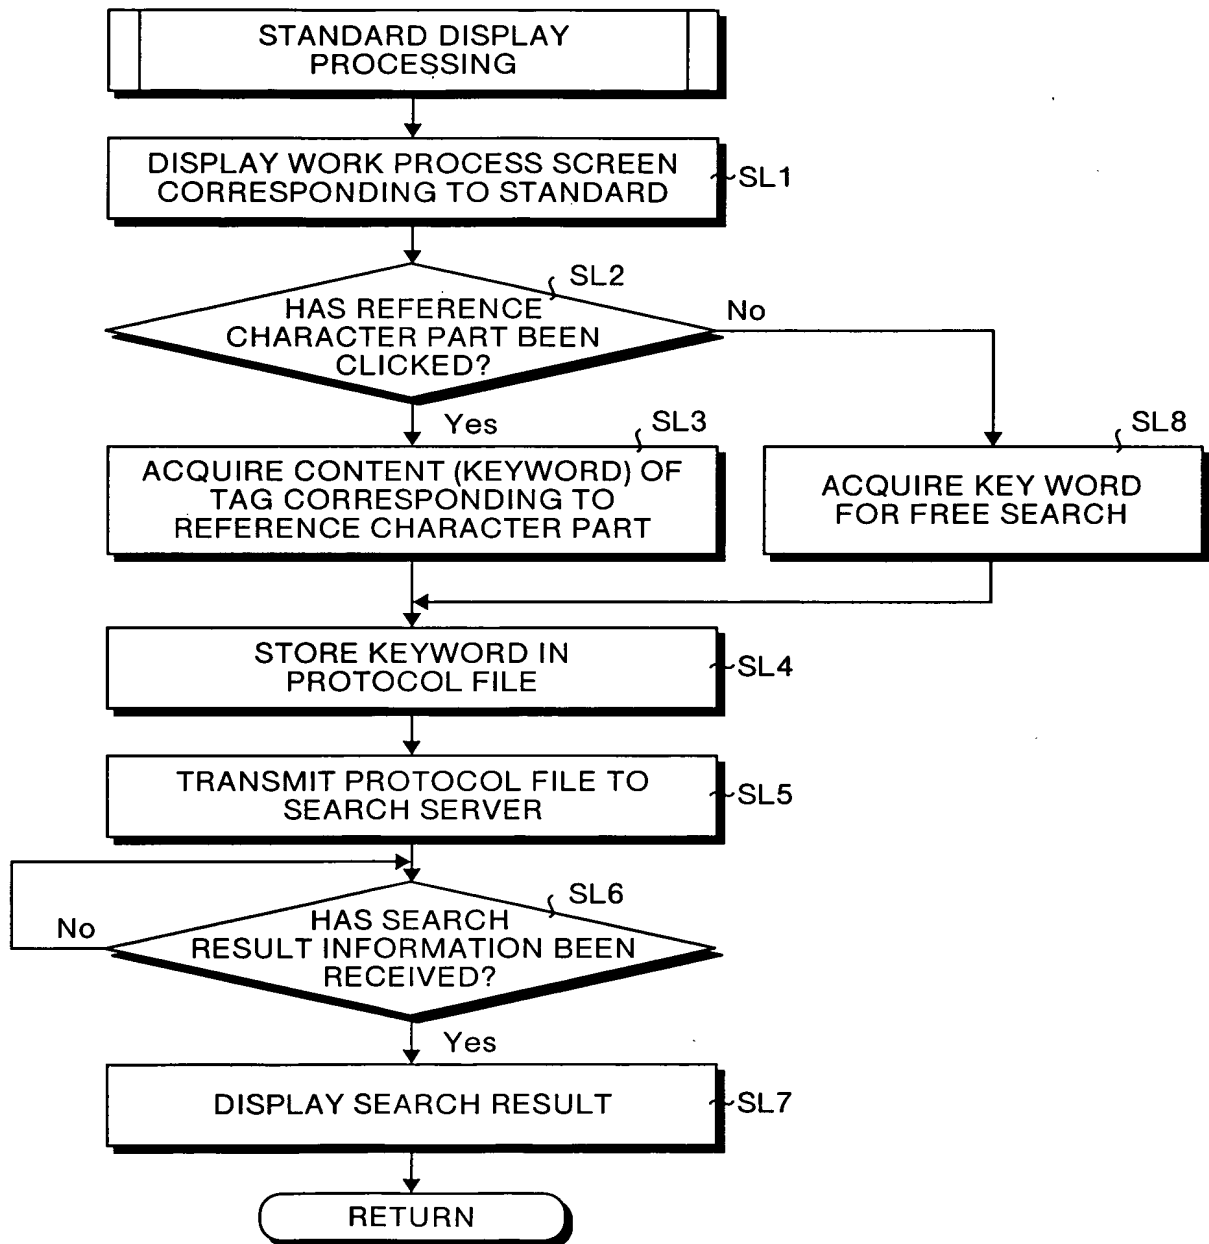 STANDARD DISPLAY
PROCESSING
DISPLAY WORK PROCESS SCREEN
CORRESPONDING TO STANDARD
SL1
SL2
HAS REFERENCE
CHARACTER PART BEEN
CLICKED?
No
Yes
SL3
ACQUIRE CONTENT (KEYWORD) OF
TAG CORRESPONDING TO
REFERENCE CHARACTER PART
SL8
ACQUIRE KEY WORD
FOR FREE SEARCH
STORE KEYWORD IN
PROTOCOL FILE
SL4
TRANSMIT PROTOCOL FILE TO
SEARCH SERVER
SL5
SL6
HAS SEARCH
RESULT INFORMATION BEEN
RECEIVED?
No
Yes
DISPLAY SEARCH RESULT
SL7
RETURN